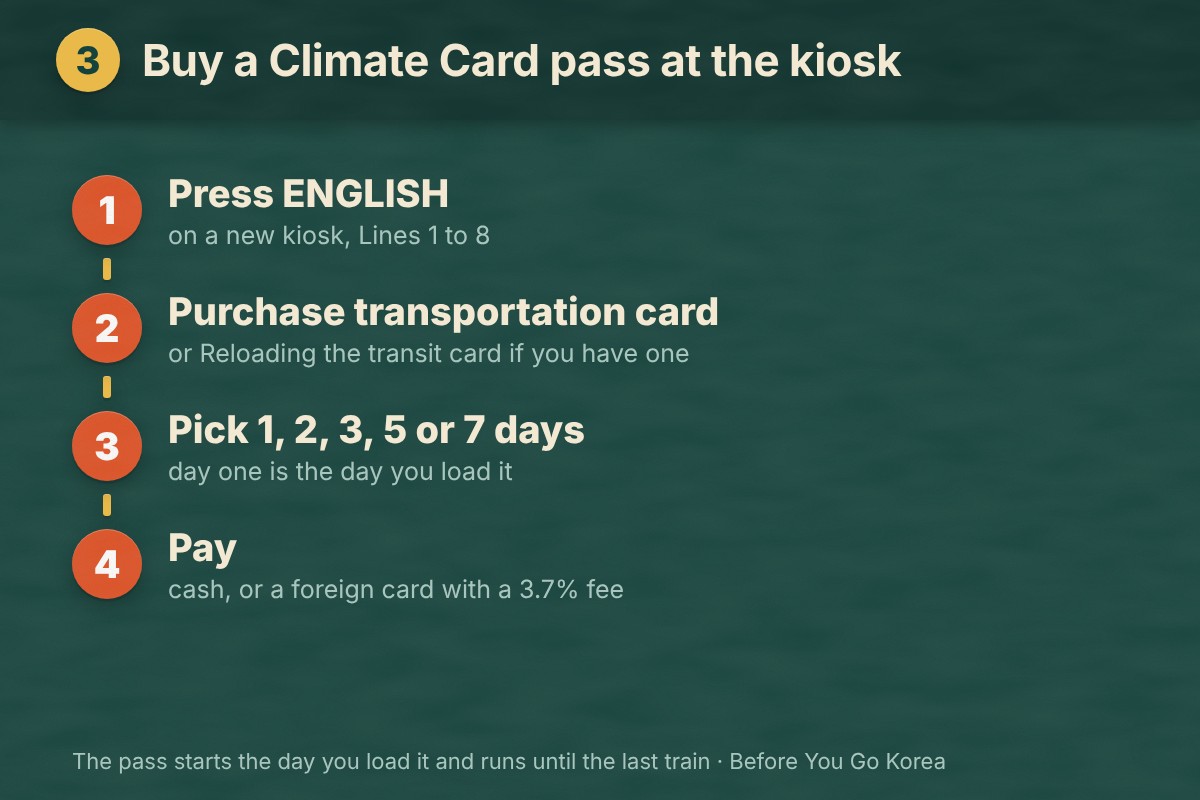 3 Buy a Climate Card pass at the kiosk
1 Press ENGLISH
on a new kiosk, Lines 1 to 8
2 Purchase transportation card
or Reloading the transit card if you have one
3 Pick 1, 2, 3, 5 or 7 days
day one is the day you load it
4 Pay
cash, or a foreign card with a 3.7% fee
The pass starts the day you load it and runs until the last train · Before You Go Korea